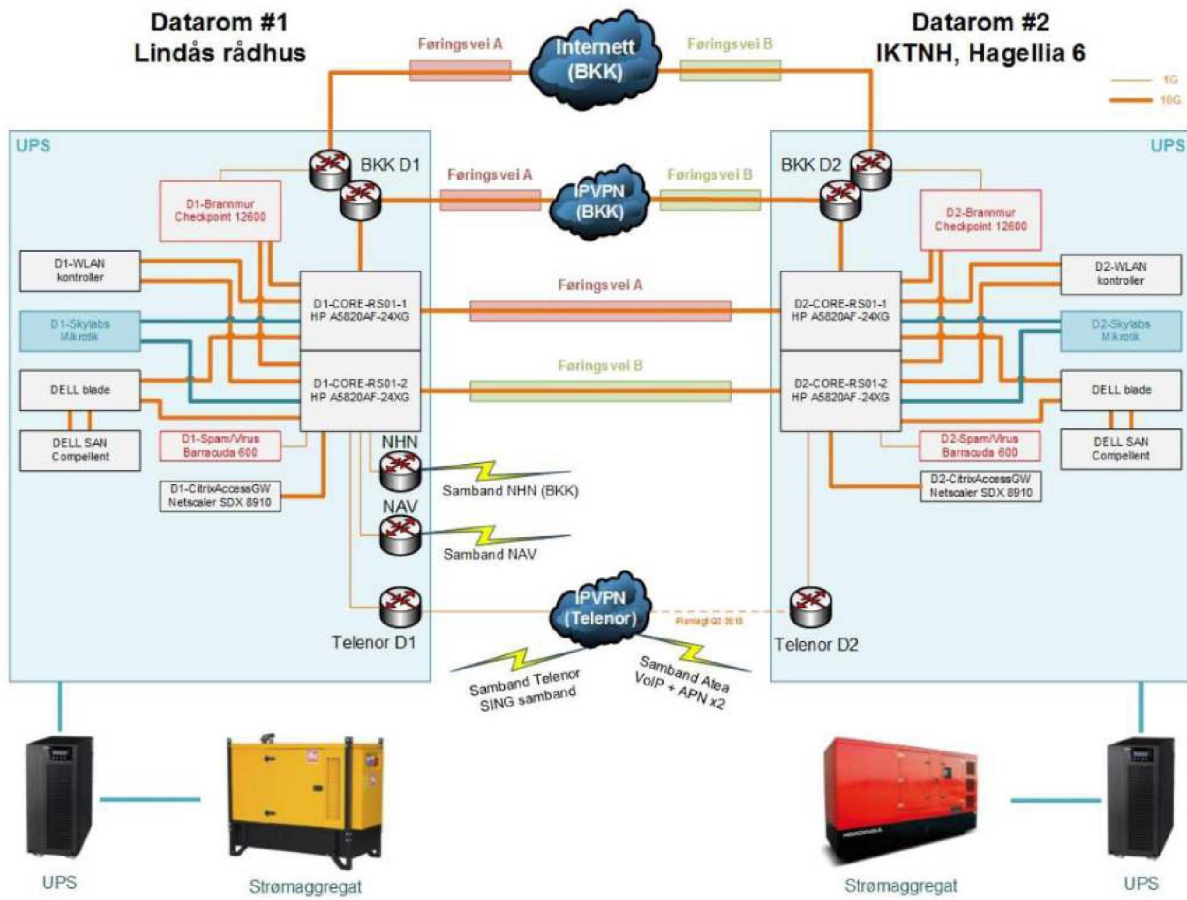 Datarom #1
Lindås rådhus
Datarom #2
IKTNH, Hagellia 6
Føringsvei A
Internett
(BKK)
Føringsvei B
1G
10G
UPS
UPS
BKK D1
BKK D2
Føringsvei A
IPVPN
(BKK)
Føringsvei B
D1-Brannmur
Checkpoint 12600
D2-Brannmur
Checkpoint 12600
D1-WLAN
kontroller
D2-WLAN
kontroller
D1-CORE-RS01-1
HP A5820AF-24XG
Føringsvei A
D2-CORE-RS01-1
HP A5820AF-24XG
D1-Skylabs
Mikrotik
D2-Skylabs
Mikrotik
D1-CORE-RS01-2
HP A5820AF-24XG
Føringsvei B
D2-CORE-RS01-2
HP A5820AF-24XG
DELL blade
DELL blade
DELL SAN
Compellent
D1-Spam/Virus
Barracuda 600
NHN
D2-Spam/Virus
Barracuda 600
DELL SAN
Compellent
D1-CitrixAccessGW
Netscaler SDX 8910
Samband NHN (BKK)
D2-CitrixAccessGW
Netscaler SDX 8910
NAV
Samband NAV
IPVPN
(Telenor)
Telenor D1
Telenor D2
Samband Telenor
SING samband
Samband Atea
VoIP + APN x2
UPS
Strømaggregat
Strømaggregat
UPS